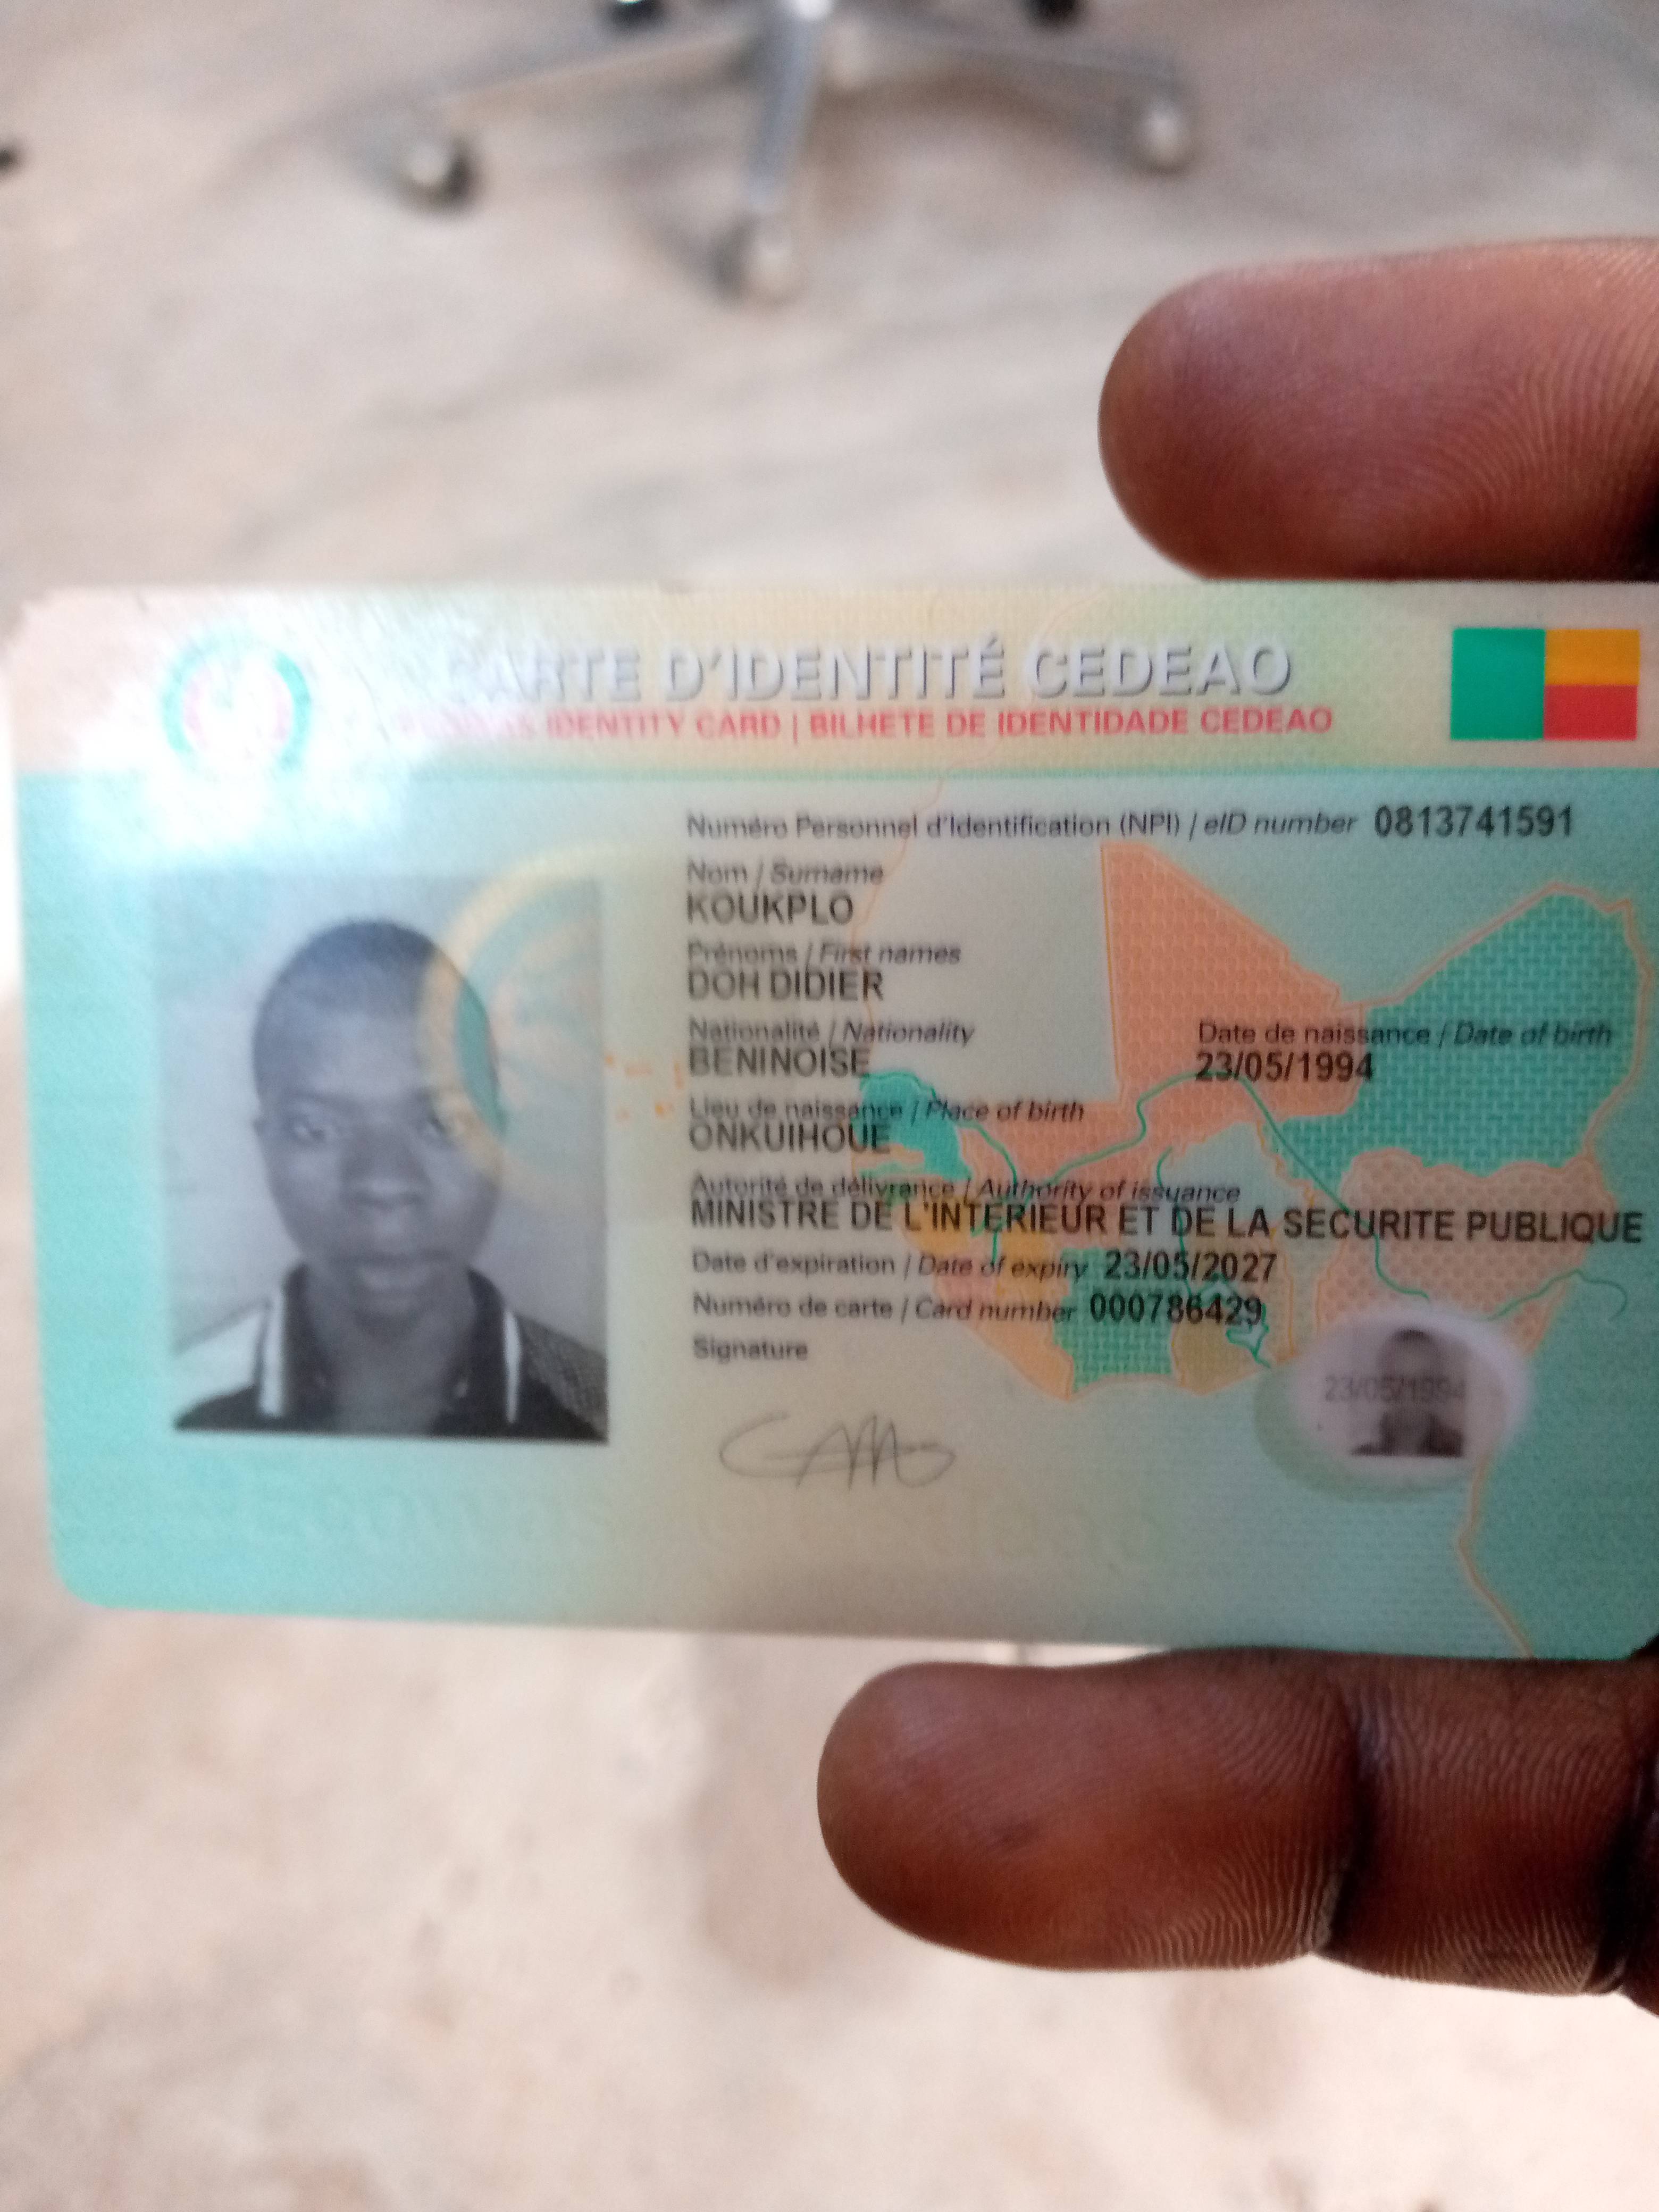 CARTE D'IDENTITÉ CEDEAO
IDENTITY CARD | BILHETE DE IDENTIDADE CEDEAO
Numéro Personnel d'Identification (NPI) / eID number 0813741591
Nom / Surname
KOUKPLO
Prénoms / First names
DOH DIDIER
Nationalité / Nationality
BENINOISE
Date de naissance / Date of birth
23/05/1994
Lieu de naissance / Place of birth
ONKUIHOUE
Autorité de délivrance / Authority of issuance
MINISTRE DE L'INTERIEUR ET DE LA SECURITE PUBLIQUE
Date d'expiration / Date of expiry 23/05/2027
Numéro de carte / Card number 000786429
Signature
23/05/1994